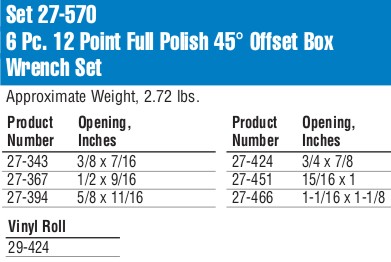 Set 27-570
6 Pc. 12 Point Full Polish 45° Offset Box
Wrench Set
Approximate Weight, 2.72 lbs.
Product Opening,
Number Inches
27-343 3/8 x 7/16
27-367 1/2 x 9/16
27-394 5/8 x 11/16
Product Opening,
Number Inches
27-424 3/4 x 7/8
27-451 15/16 x 1
27-466 1-1/16 x 1-1/8
Vinyl Roll
29-424